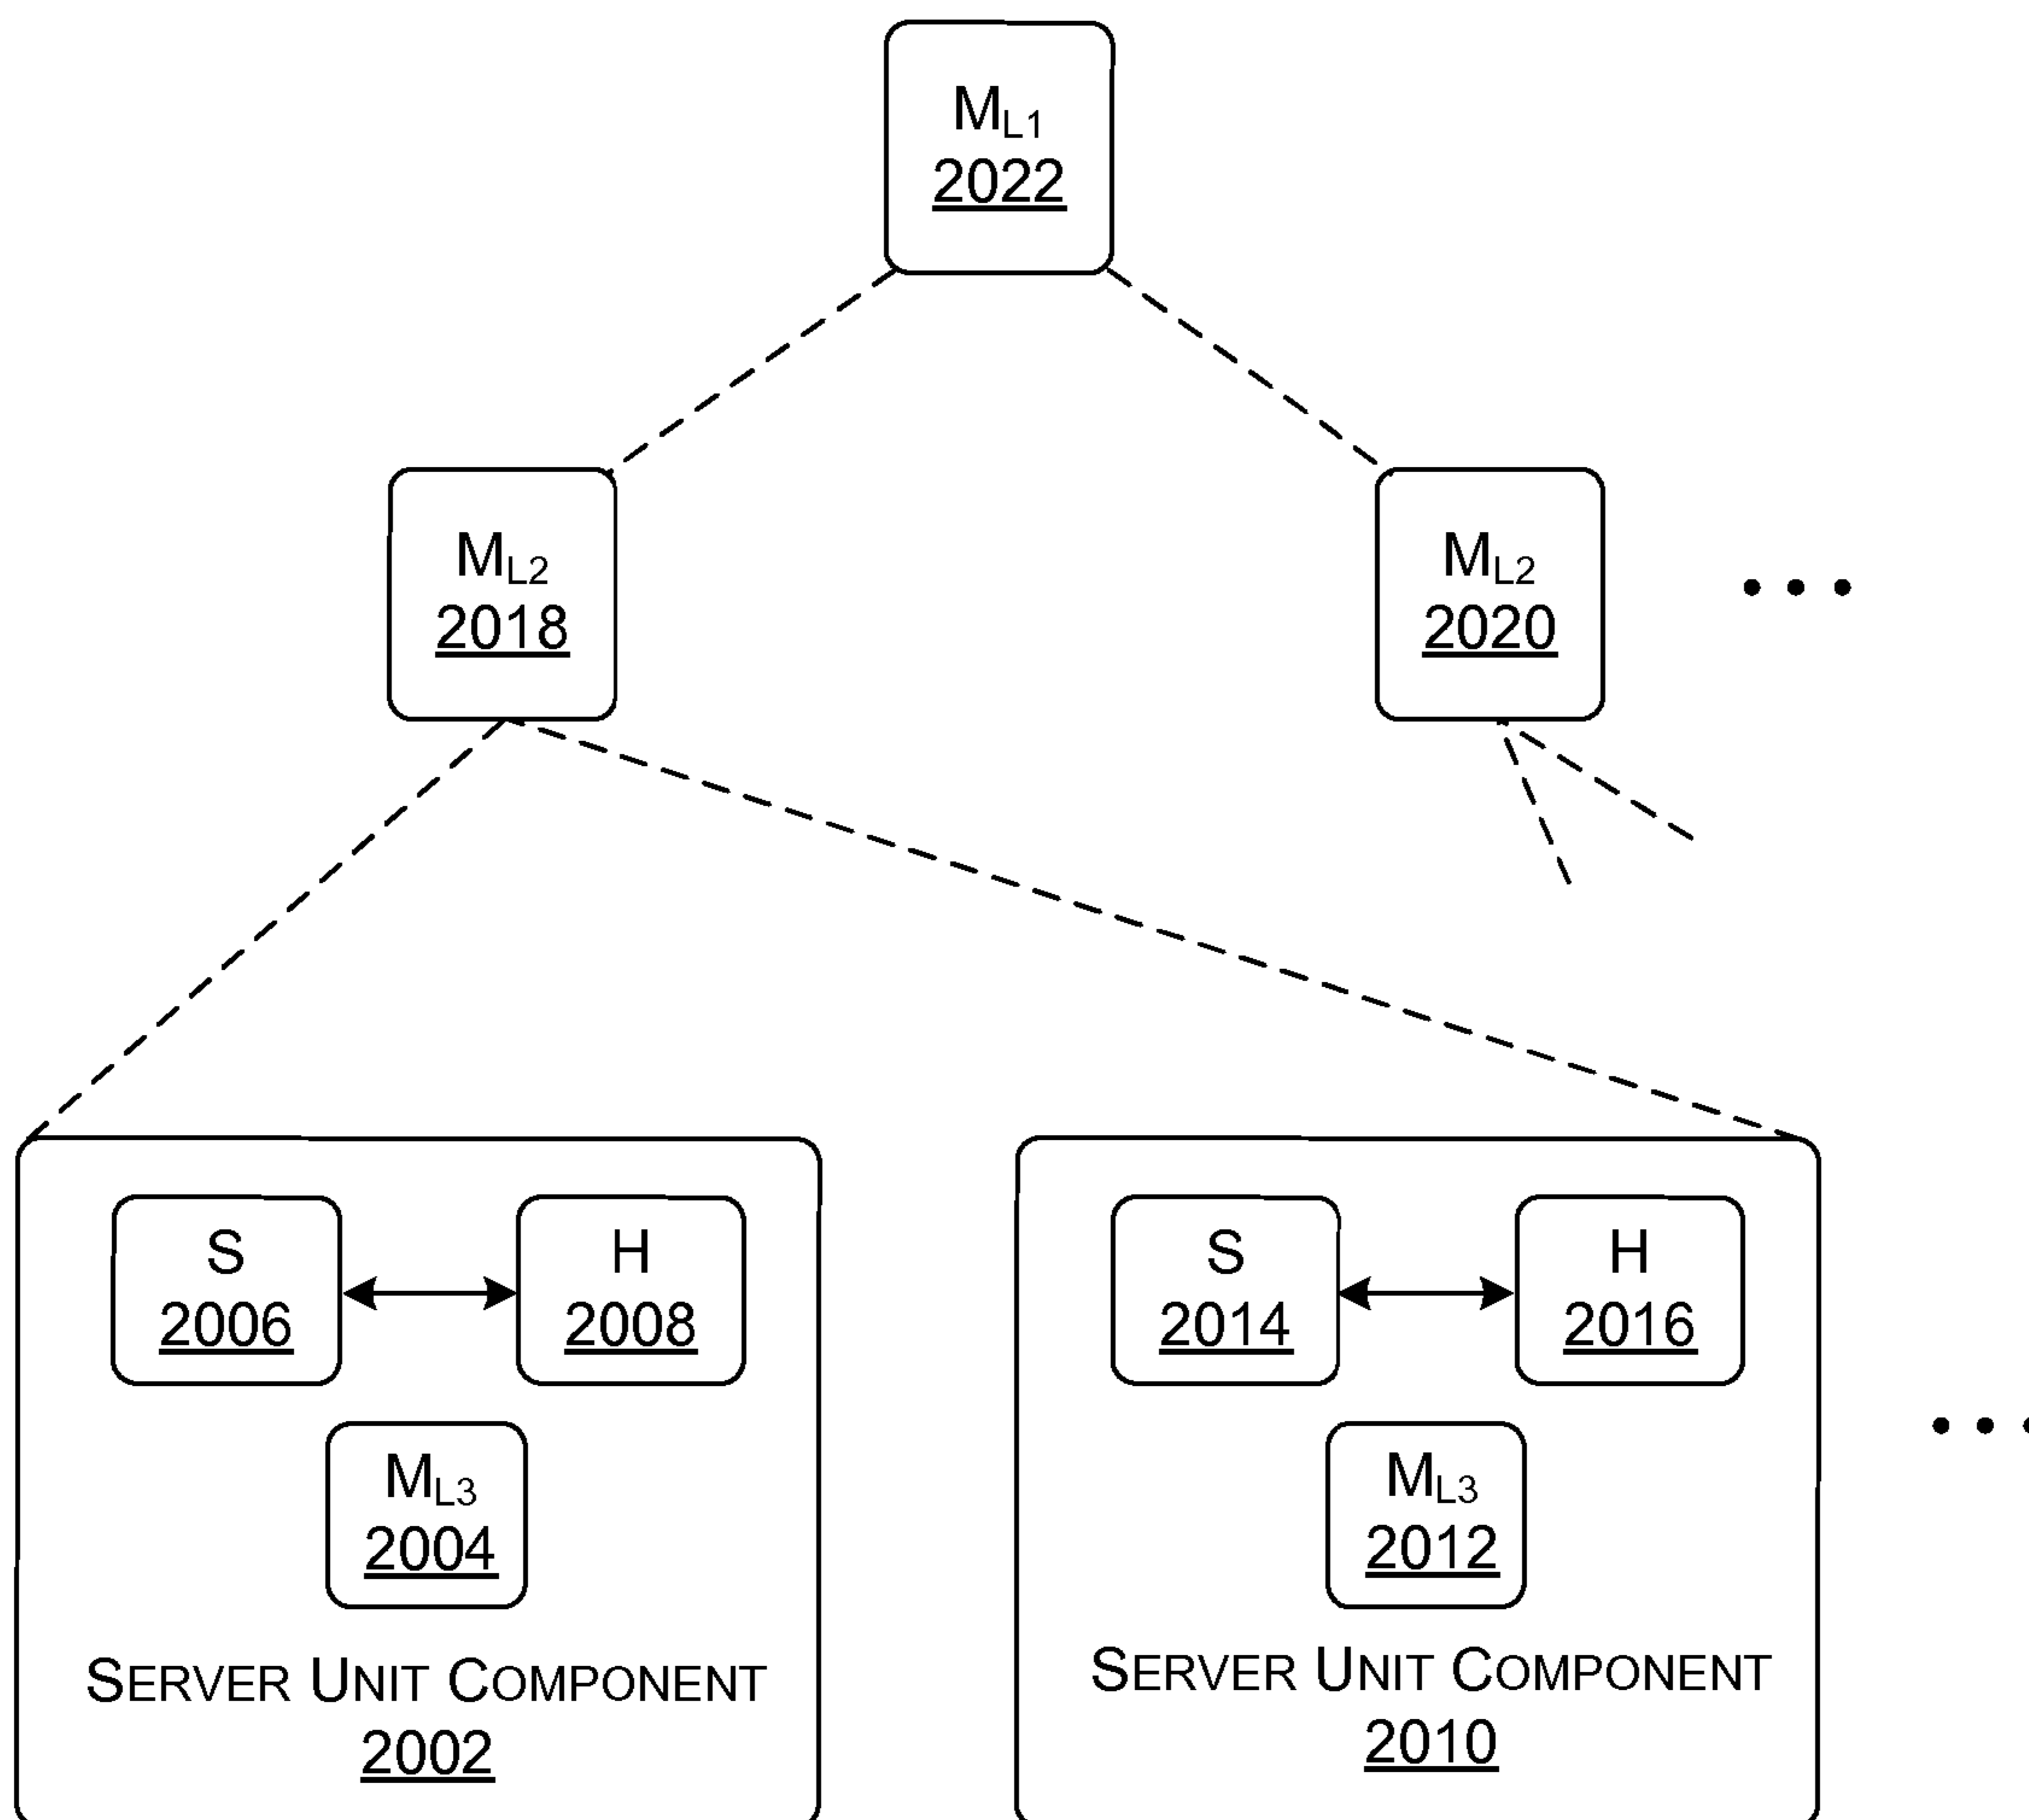 ML1
2022
ML2
2018
ML2
2020
• • •
S
2006
H
2008
ML3
2004
SERVER UNIT COMPONENT
2002
S
2014
H
2016
ML3
2012
SERVER UNIT COMPONENT
2010
• • •